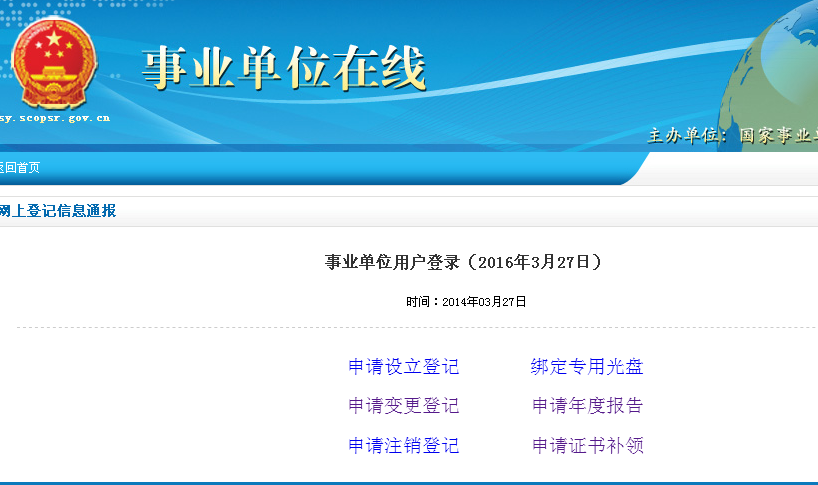 事业单位在线
sy.scopsr.gov.cn
主办单位：国家事业
返回首页
网上登记信息通报
事业单位用户登录（2016年3月27日）
时间：2014年03月27日
申请设立登记 绑定专用光盘
申请变更登记 申请年度报告
申请注销登记 申请证书补领